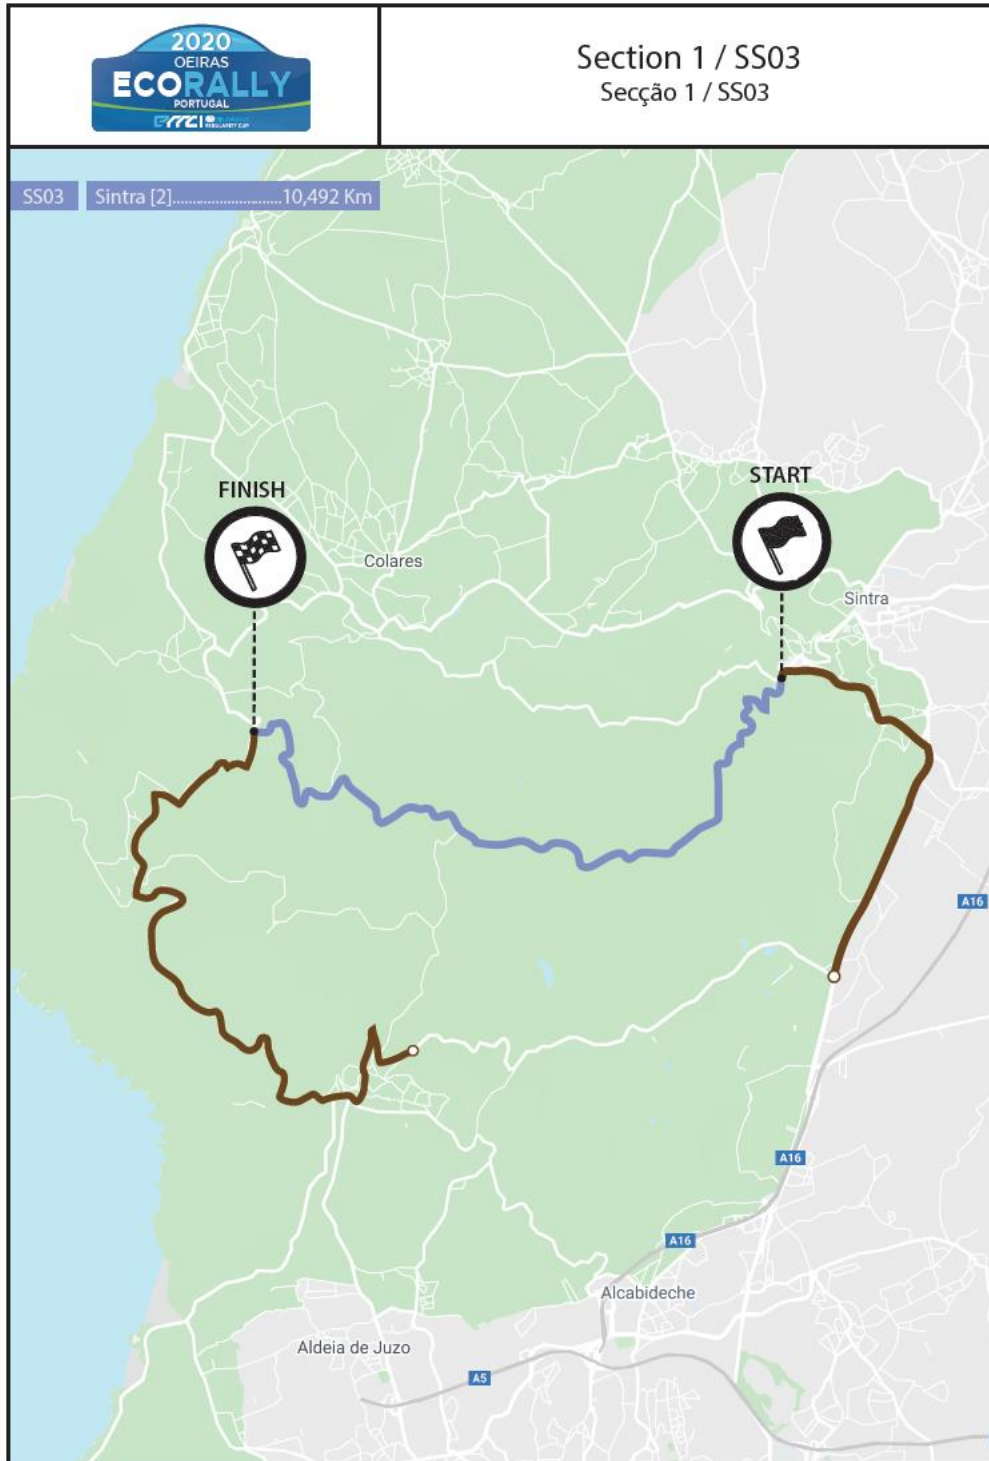 2020
OEIRAS
ECORALLY
PORTUGAL
Section 1 / SS03
Secção 1 / SS03
SS03 Sintra [2]............................10,492 Km
FINISH
START
Colares
Sintra
A16
A16
A16
Alcabideche
Aldeia de Juzo
A5